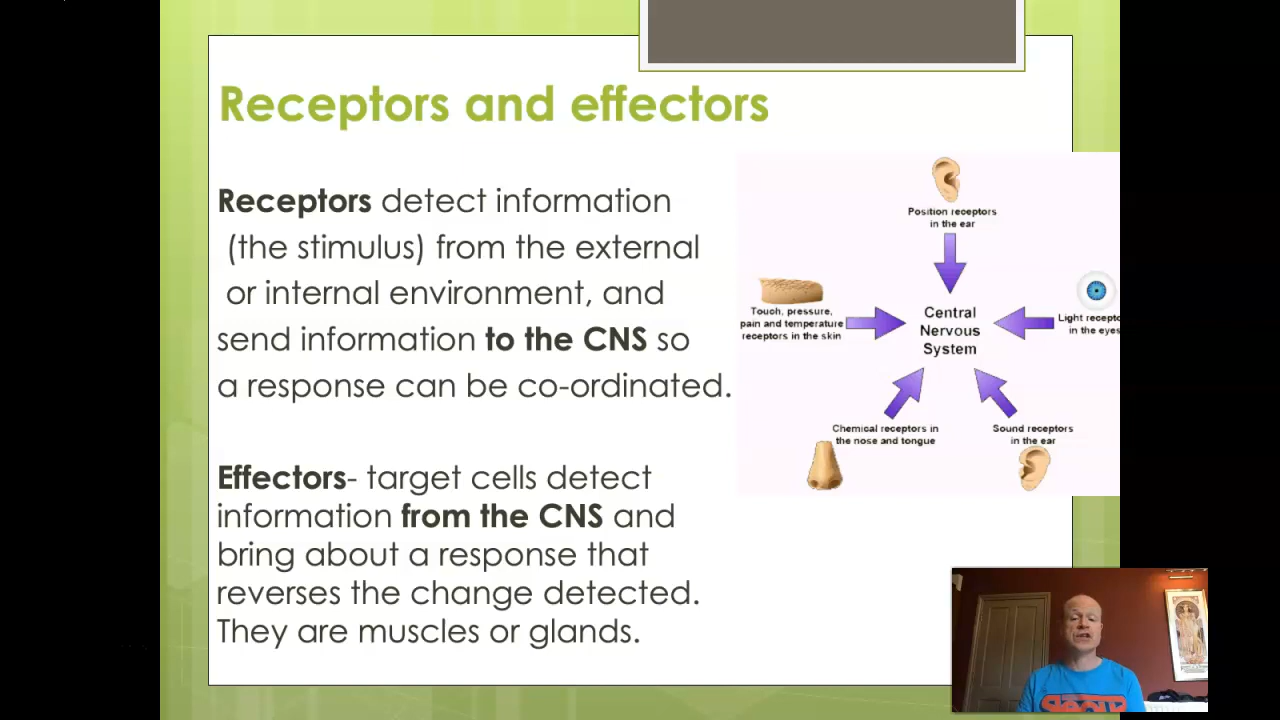 Receptors and effectors
Receptors detect information
(the stimulus) from the external
or internal environment, and
send information to the CNS so
a response can be co-ordinated.
Effectors- target cells detect
information from the CNS and
bring about a response that
reverses the change detected.
They are muscles or glands.
Position receptors
in the ear
Touch, pressure,
pain and temperature
receptors in the skin
Central
Nervous
System
Light recepto
in the eyes
Chemical receptors in
the nose and tongue
Sound receptors
in the ear